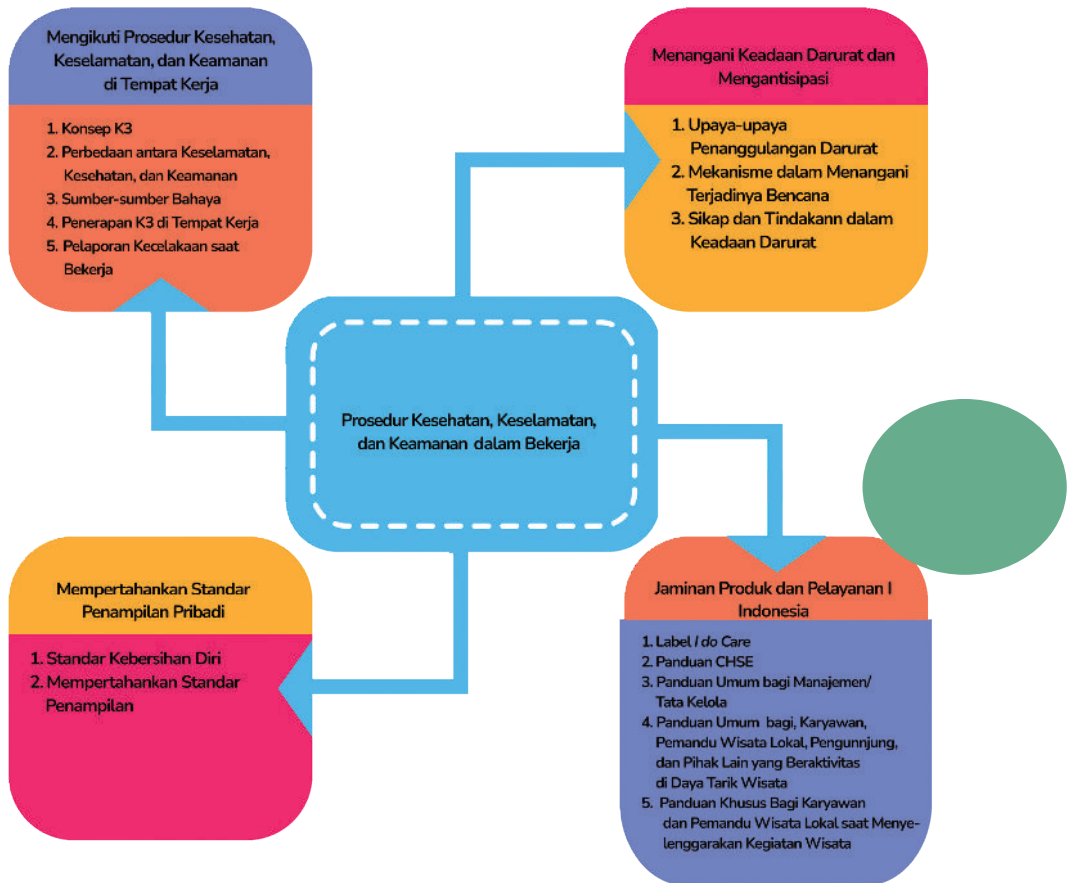 Mengikuti Prosedur Kesehatan,
Keselamatan, dan Keamanan
di Tempat Kerja
1. Konsep K3
2. Perbedaan antara Keselamatan,
Kesehatan, dan Keamanan
3. Sumber-sumber Bahaya
4. Penerapan K3 di Tempat Kerja
5. Pelaporan Kecelakaan saat
Bekerja
Menangani Keadaan Darurat dan
Mengantisipasi
1. Upaya-upaya
Penanggulangan Darurat
2. Mekanisme dalam Menangani
Terjadinya Bencana
3. Sikap dan Tindakann dalam
Keadaan Darurat
Prosedur Kesehatan, Keselamatan,
dan Keamanan dalam Bekerja
Mempertahankan Standar
Penampilan Pribadi
1. Standar Kebersihan Diri
2. Mempertahankan Standar
Penampilan
Jaminan Produk dan Pelayanan I
Indonesia
1. Label I do Care
2. Panduan CHSE
3. Panduan Umum bagi Manajemen/
Tata Kelola
4. Panduan Umum bagi, Karyawan,
Pemandu Wisata Lokal, Pengunnjung,
dan Pihak Lain yang Beraktivitas
di Daya Tarik Wisata
5. Panduan Khusus Bagi Karyawan
dan Pemandu Wisata Lokal saat Menye-
lenggarakan Kegiatan Wisata